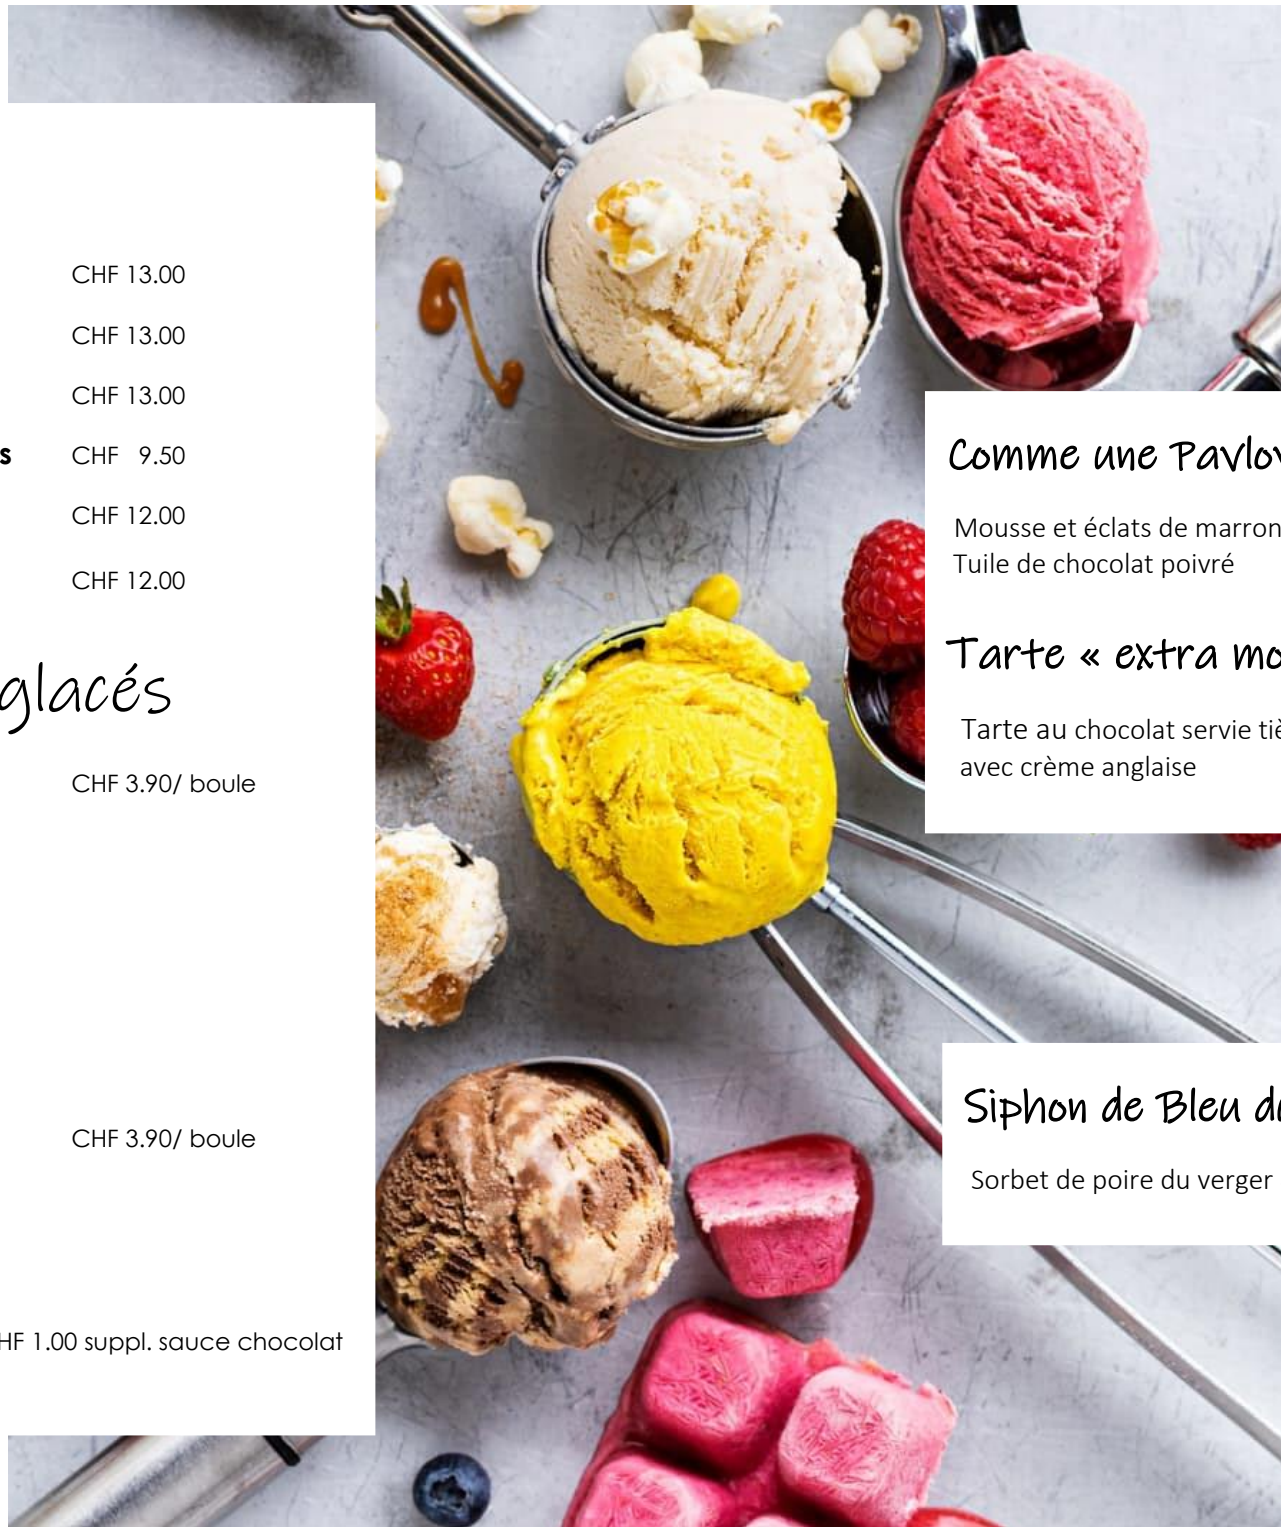 CHF 13.00
CHF 13.00
CHF 13.00
CHF 9.50
CHF 12.00
CHF 12.00
glacés
CHF 3.90/ boule
CHF 3.90/ boule
HF 1.00 suppl. sauce chocolat
Comme une Pavlov
Mousse et éclats de marron
Tuile de chocolat poivré
Tarte « extra mo
Tarte au chocolat servie tiè
avec crème anglaise
Siphon de Bleu d
Sorbet de poire du verger